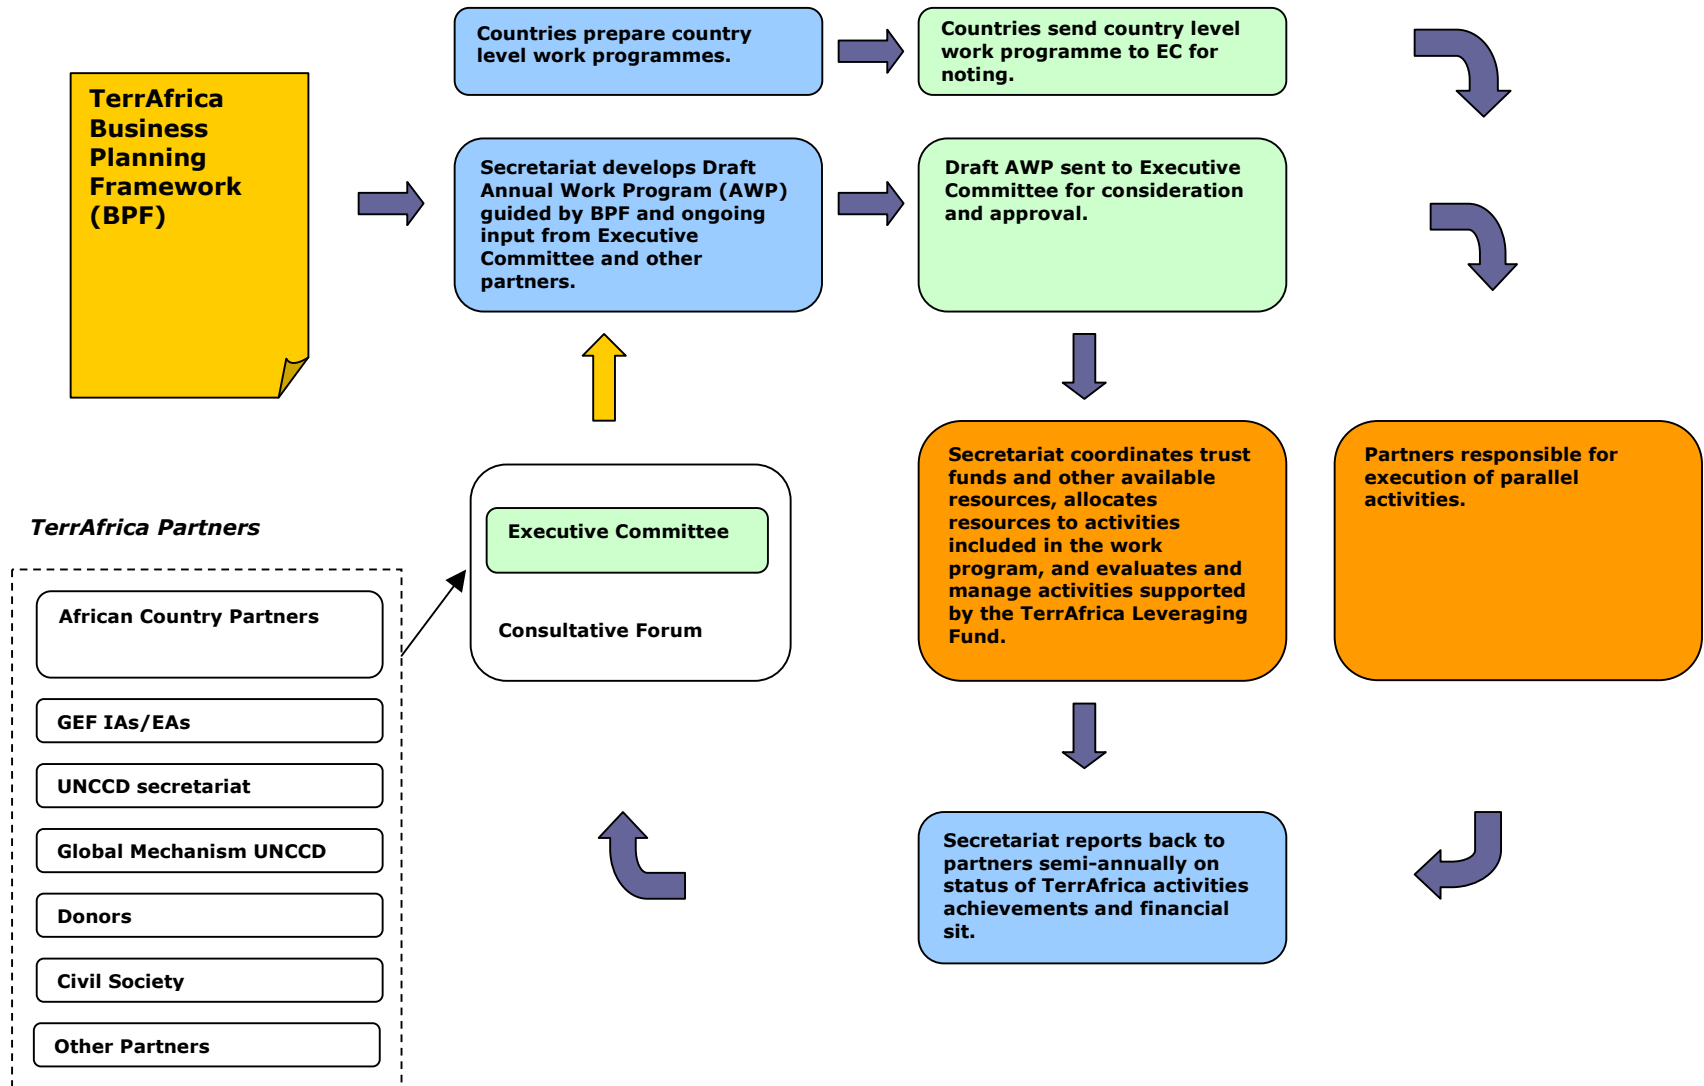 TerrAfrica
Business
Planning
Framework
(BPF)
Countries prepare country
level work programmes.
Countries send country level
work programme to EC for
noting.
Secretariat develops Draft
Annual Work Program (AWP)
guided by BPF and ongoing
input from Executive
Committee and other
partners.
Draft AWP sent to Executive
Committee for consideration
and approval.
Secretariat coordinates trust
funds and other available
resources, allocates
resources to activities
included in the work
program, and evaluates and
manage activities supported
by the TerrAfrica Leveraging
Fund.
Partners responsible for
execution of parallel
activities.
TerrAfrica Partners
Executive Committee
Consultative Forum
African Country Partners
GEF IAs/EAs
UNCCD secretariat
Global Mechanism UNCCD
Donors
Civil Society
Other Partners
Secretariat reports back to
partners semi-annually on
status of TerrAfrica activities
achievements and financial
sit.